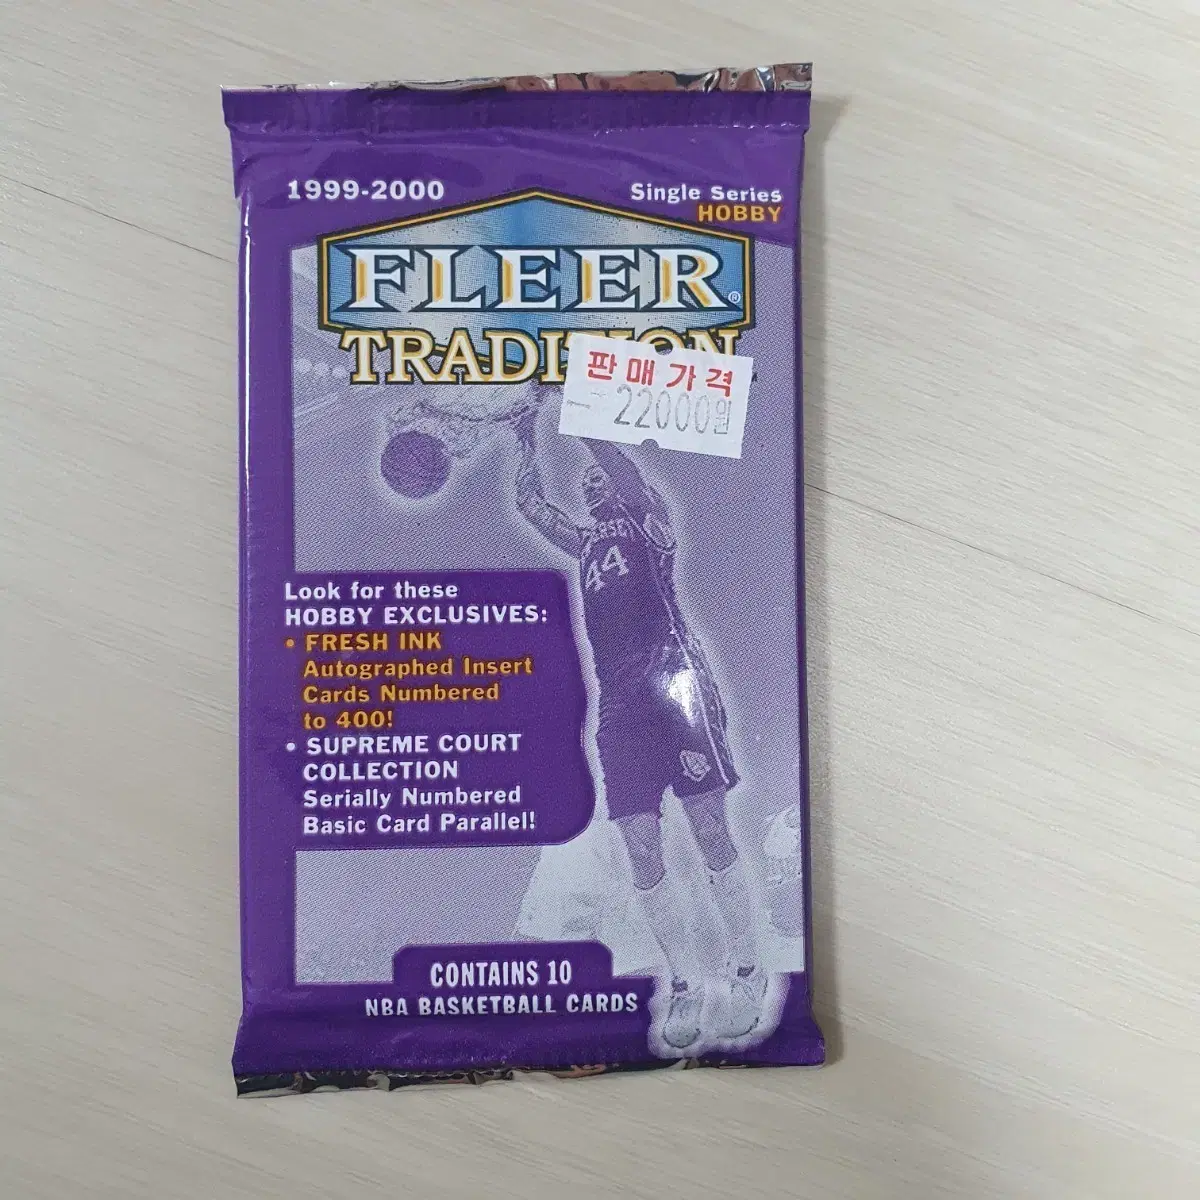 1999-2000
Single Series
HOBBY
FLEER®
TRADITION
판매가격
22000원
ERSEY
44
Look for these
HOBBY EXCLUSIVES:
• FRESH INK
Autographed Insert
Cards Numbered
to 400!
• SUPREME COURT
COLLECTION
Serially Numbered
Basic Card Parallel!
CONTAINS 10
NBA BASKETBALL CARDS